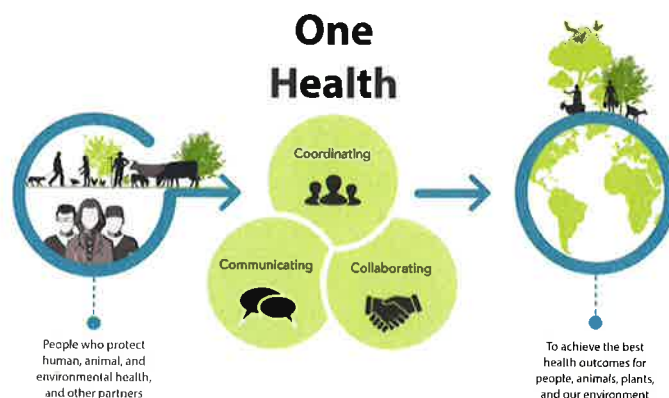 One
Health
Coordinating
Communicating
Collaborating
People who protect
human, animal, and
environmental health,
and other partners
To achieve the best
health outcomes for
people, animals, plants,
and our environment